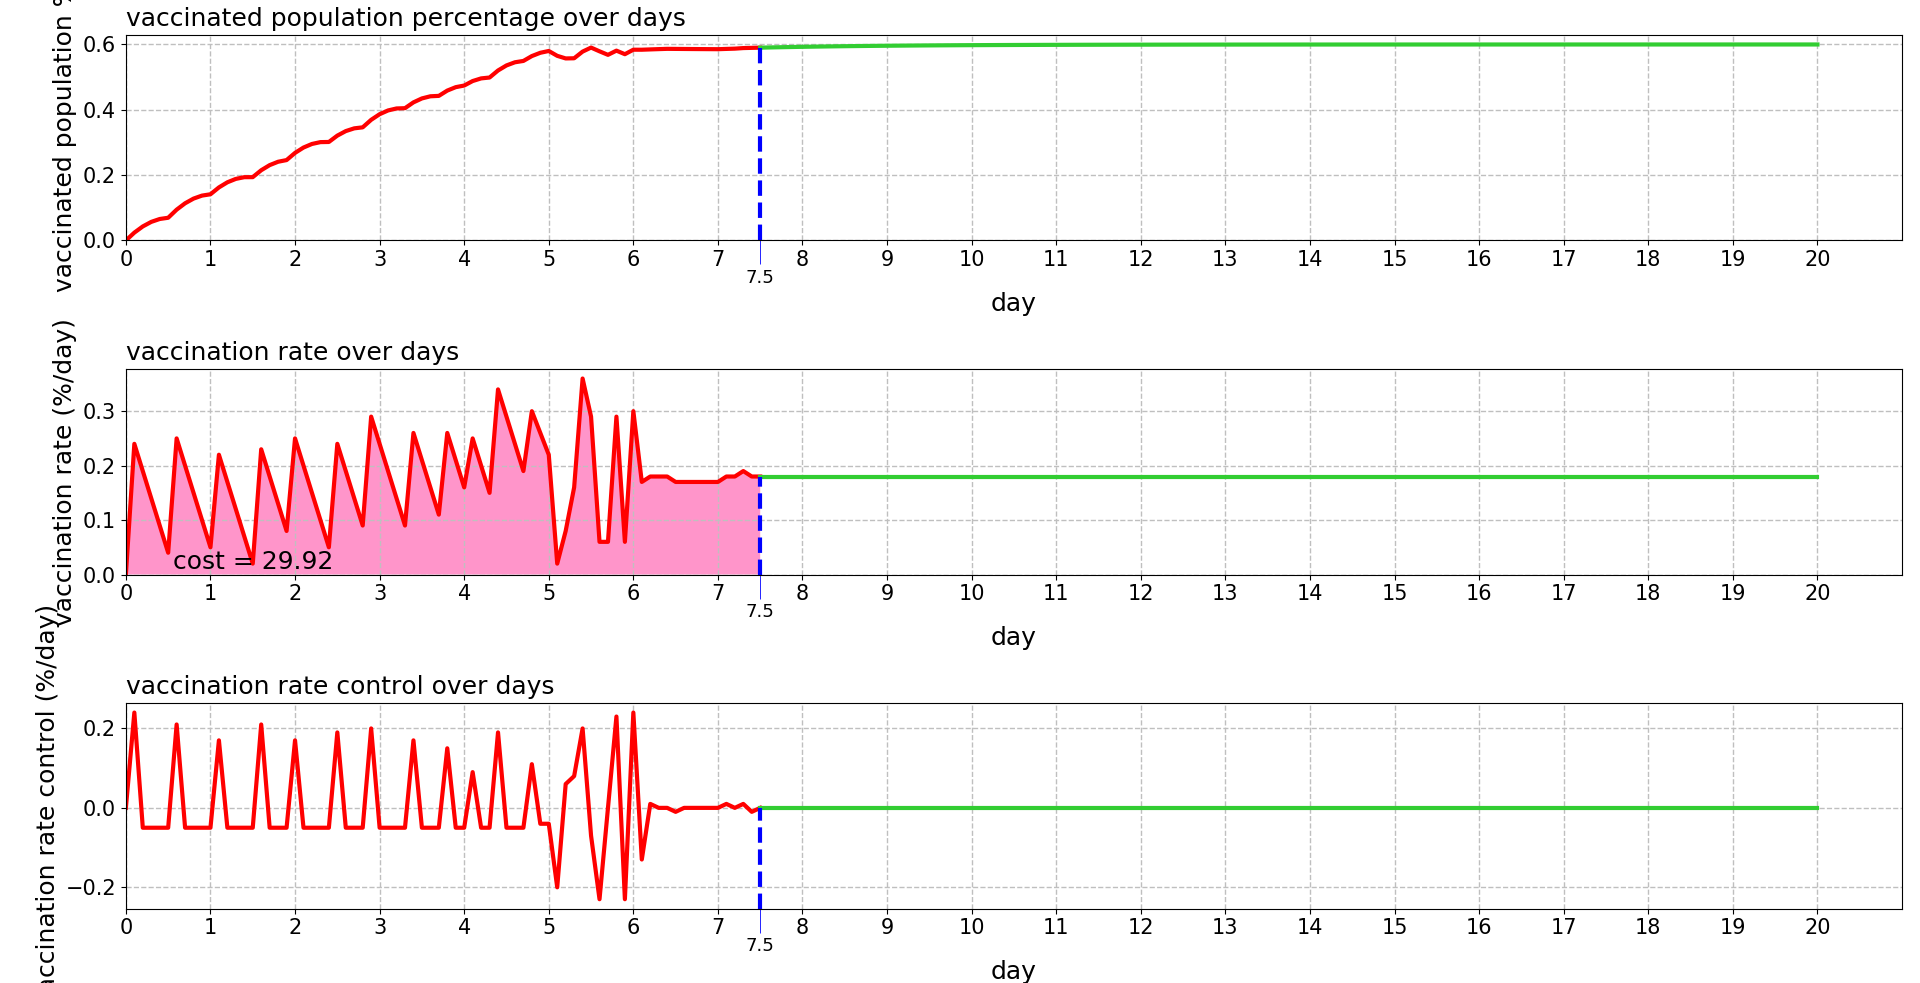 vaccinated population percentage over days
vaccinated population %
0.6
0.4
0.2
0.0
0 1 2 3 4 5 6 7 8 9 10 11 12 13 14 15 16 17 18 19 20
7.5
day
vaccination rate over days
vaccination rate (%/day)
0.3
0.2
0.1
0.0
cost = 29.92
0 1 2 3 4 5 6 7 8 9 10 11 12 13 14 15 16 17 18 19 20
7.5
day
vaccination rate control over days
accination rate control (%/day)
0.2
0.0
−0.2
0 1 2 3 4 5 6 7 8 9 10 11 12 13 14 15 16 17 18 19 20
7.5
day